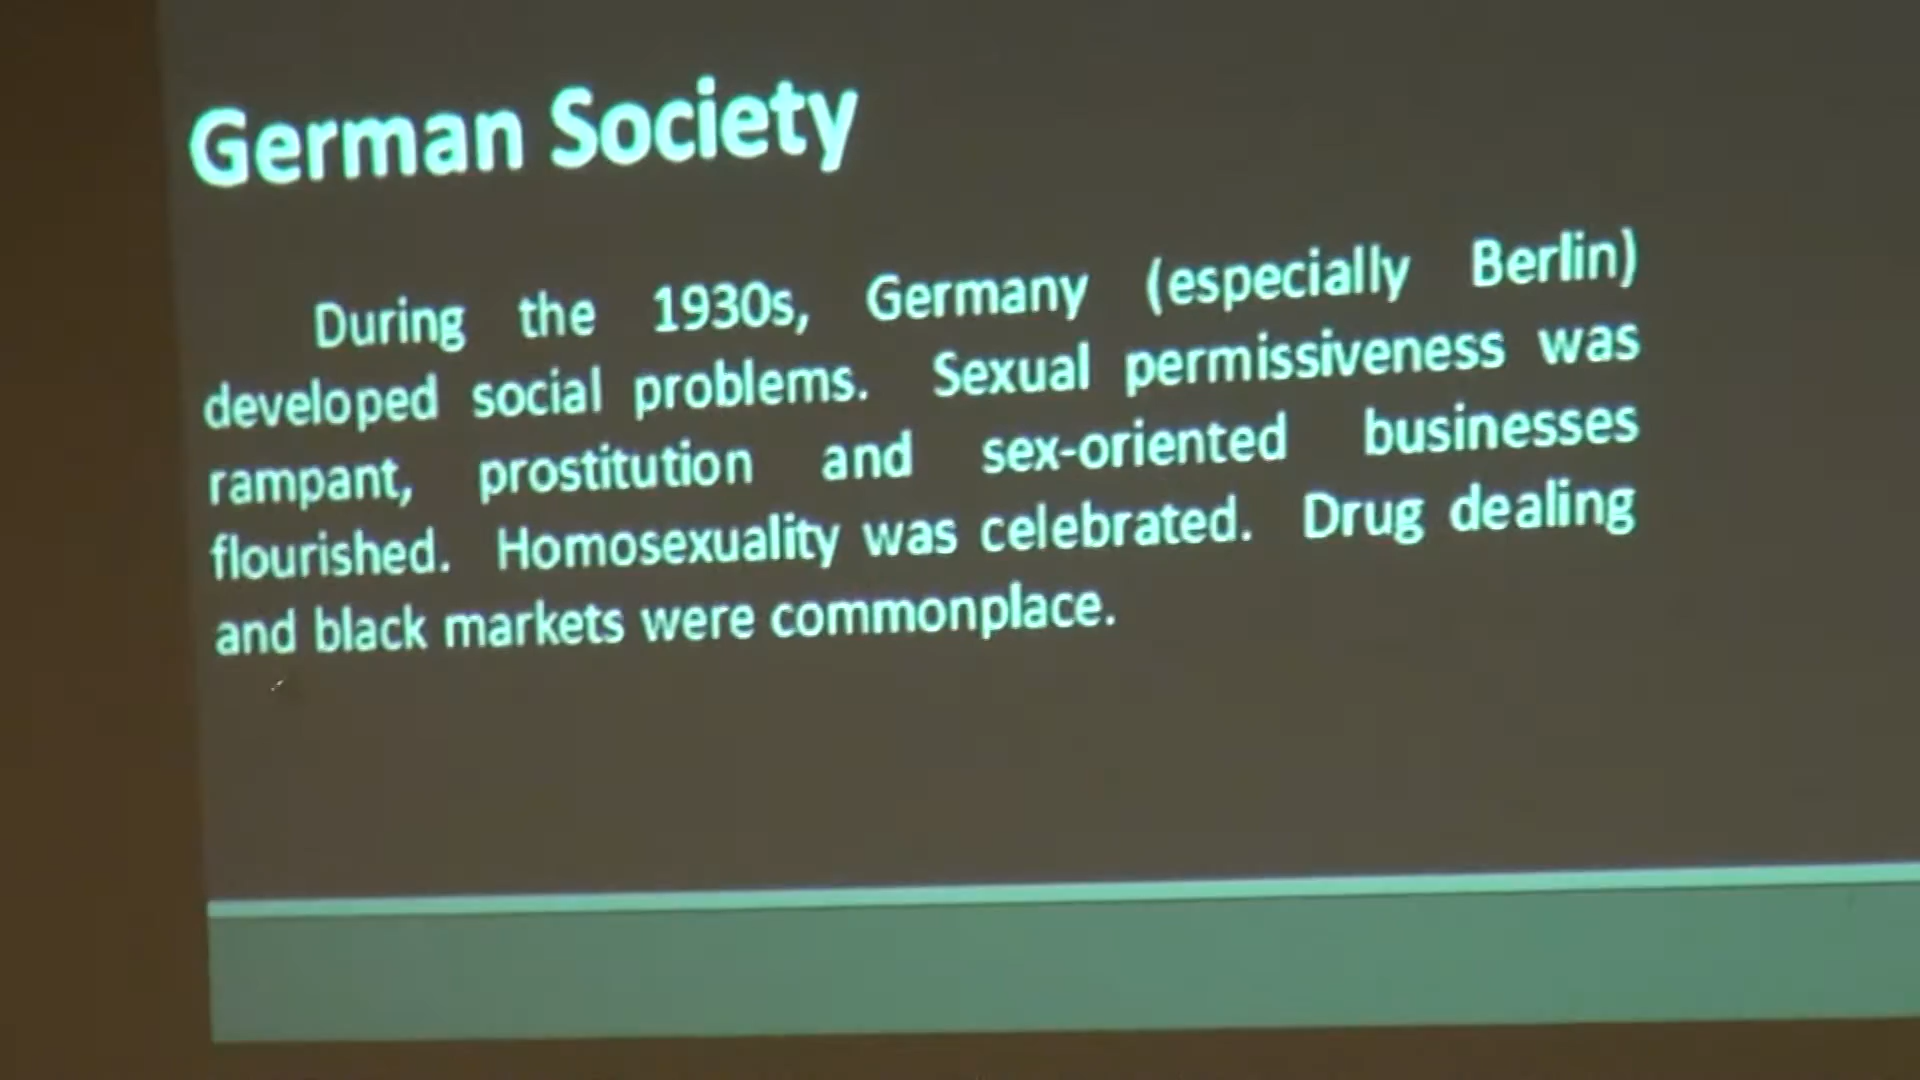 German Society
During the 1930s, Germany (especially Berlin)
developed social problems. Sexual permissiveness was
rampant, prostitution and sex-oriented businesses
flourished. Homosexuality was celebrated. Drug dealing
and black markets were commonplace.